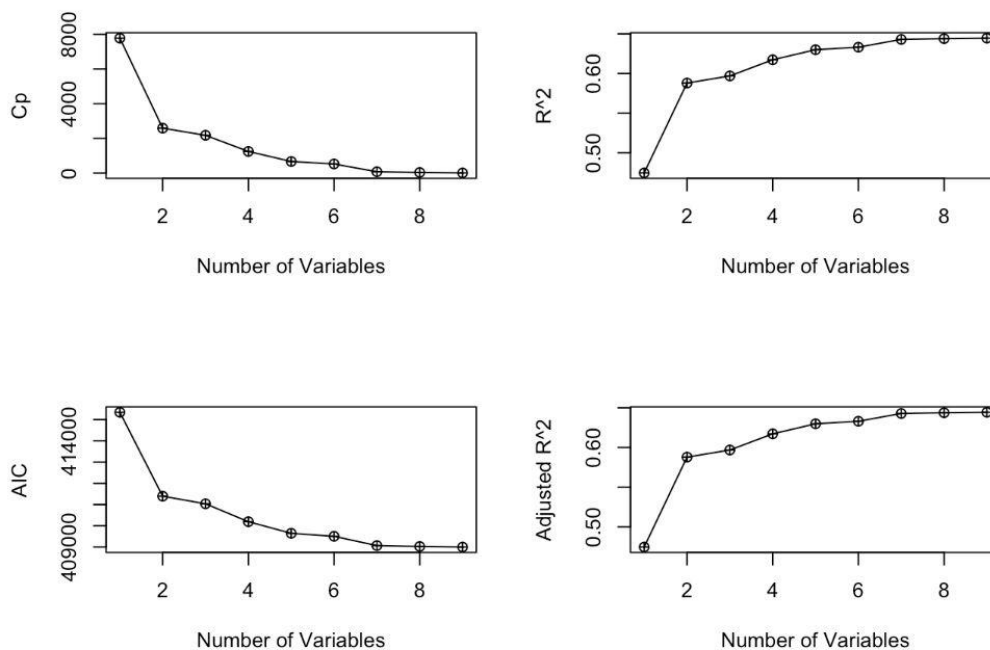 Cp
8000
4000
0
2 4 6 8
Number of Variables
R^2
0.60
0.50
2 4 6 8
Number of Variables
AIC
414000
409000
2 4 6 8
Number of Variables
Adjusted R^2
0.60
0.50
2 4 6 8
Number of Variables